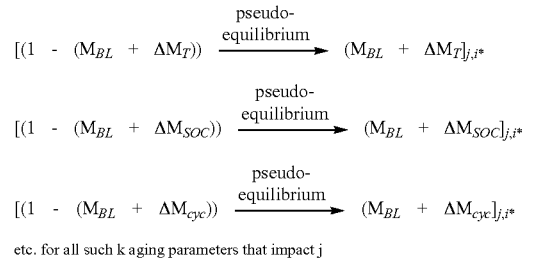 pseudo-
equilibrium
[(1 - (M_BL + ΔM_T)) ⟶ (M_BL + ΔM_T]_j,i*
pseudo-
equilibrium
[(1 - (M_BL + ΔM_SOC)) ⟶ (M_BL + ΔM_SOC]_j,i*
pseudo-
equilibrium
[(1 - (M_BL + ΔM_cyc)) ⟶ (M_BL + ΔM_cyc]_j,i*
etc. for all such k aging parameters that impact j